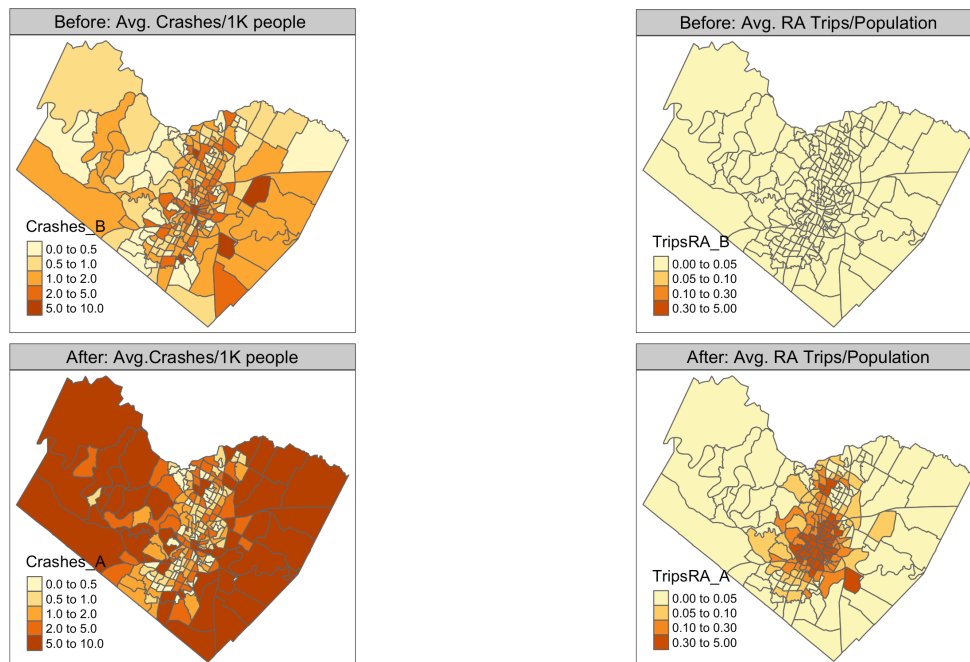 Before: Avg. Crashes/1K people
Crashes_B
0.0 to 0.5
0.5 to 1.0
1.0 to 2.0
2.0 to 5.0
5.0 to 10.0
Before: Avg. RA Trips/Population
TripsRA_B
0.00 to 0.05
0.05 to 0.10
0.10 to 0.30
0.30 to 5.00
After: Avg.Crashes/1K people
Crashes_A
0.0 to 0.5
0.5 to 1.0
1.0 to 2.0
2.0 to 5.0
5.0 to 10.0
After: Avg. RA Trips/Population
TripsRA_A
0.00 to 0.05
0.05 to 0.10
0.10 to 0.30
0.30 to 5.00